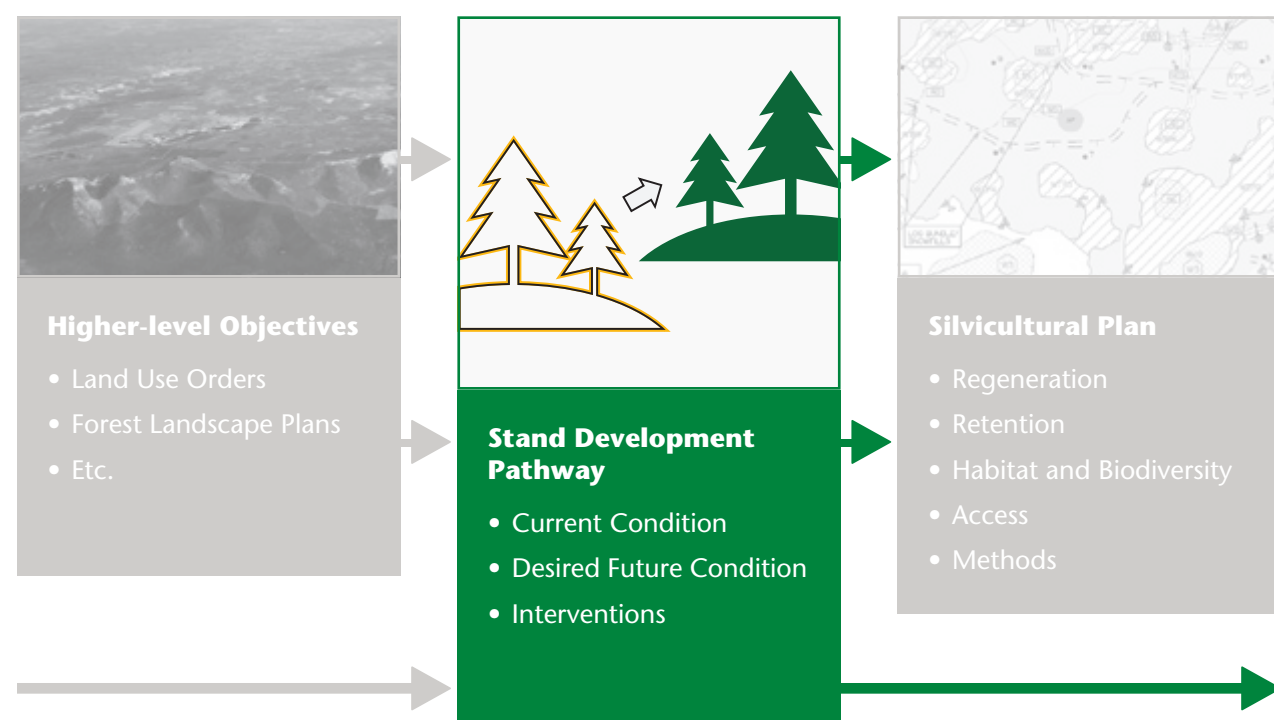 Higher-level Objectives
• Land Use Orders
• Forest Landscape Plans
• Etc.
Stand Development
Pathway
• Current Condition
• Desired Future Condition
• Interventions
Silvicultural Plan
• Regeneration
• Retention
• Habitat and Biodiversity
• Access
• Methods